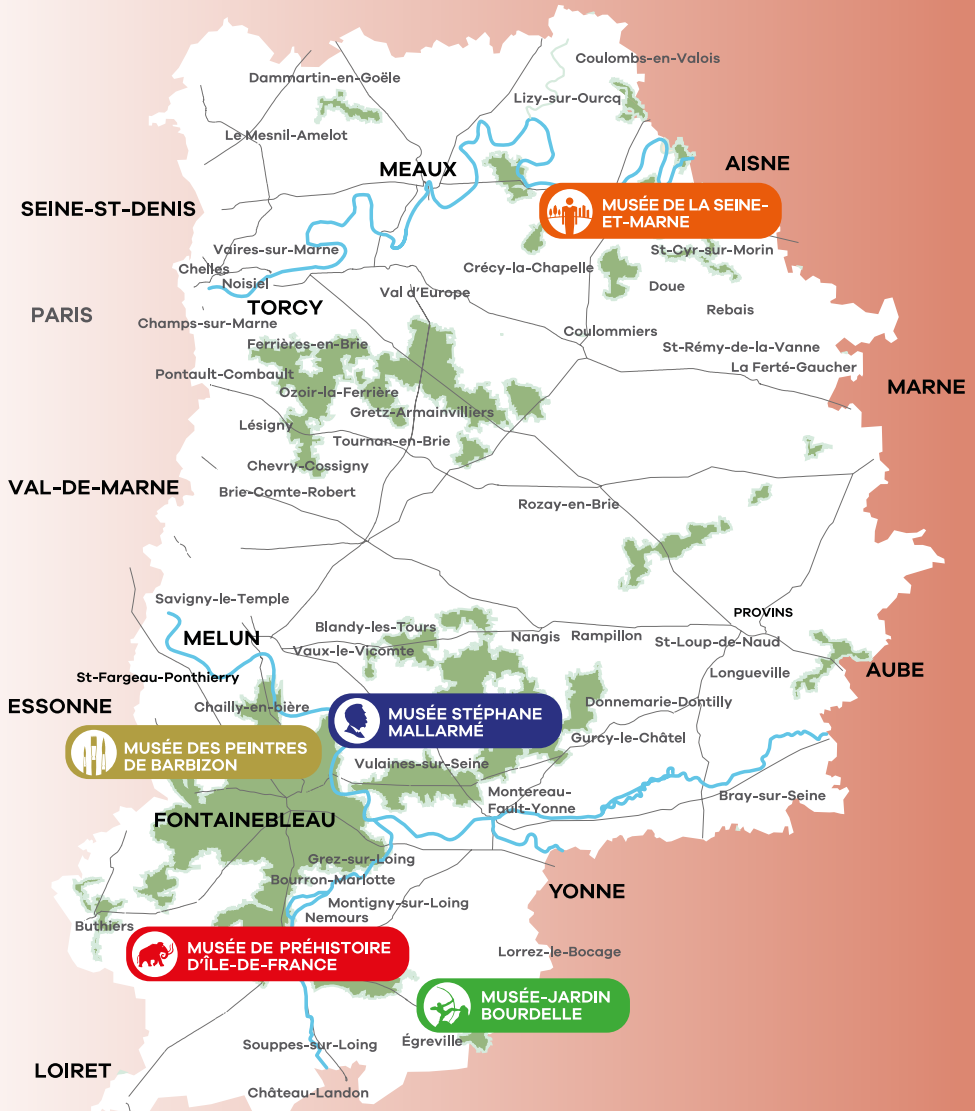 Coulombs-en-Valois
Dammartin-en-Goële
Lizy-sur-Ourcq
Le Mesnil-Amelot
MEAUX
AISNE
SEINE-ST-DENIS
MUSÉE DE LA SEINE-
ET-MARNE
Vaires-sur-Marne
St-Cyr-sur-Morin
Chelles
Crécy-la-Chapelle
Noisiel
Doue
Val d'Europe
TORCY
Rebais
PARIS
Champs-sur-Marne
Coulommiers
Ferrières-en-Brie
St-Rémy-de-la-Vanne
La Ferté-Gaucher
Pontault-Combault
MARNE
Ozoir-la-Ferrière
Gretz-Armainvilliers
Lésigny
Tournan-en-Brie
Chevry-Cossigny
VAL-DE-MARNE
Brie-Comte-Robert
Rozay-en-Brie
Savigny-le-Temple
PROVINS
Blandy-les-Tours
MELUN
Nangis
Rampillon
St-Loup-de-Naud
Vaux-le-Vicomte
AUBE
Longueville
St-Fargeau-Ponthierry
Donnemarie-Dontilly
ESSONNE
Chailly-en-bière
MUSÉE STÉPHANE
MALLARMÉ
Gurcy-le-Châtel
MUSÉE DES PEINTRES
DE BARBIZON
Vulaines-sur-Seine
Montereau-
Fault-Yonne
Bray-sur-Seine
FONTAINEBLEAU
Grez-sur-Loing
Bourron-Marlotte
YONNE
Montigny-sur-Loing
Nemours
Buthiers
MUSÉE DE PRÉHISTOIRE
D'ÎLE-DE-FRANCE
Lorrez-le-Bocage
MUSÉE-JARDIN
BOURDELLE
Souppes-sur-Loing
Égreville
LOIRET
Château-Landon